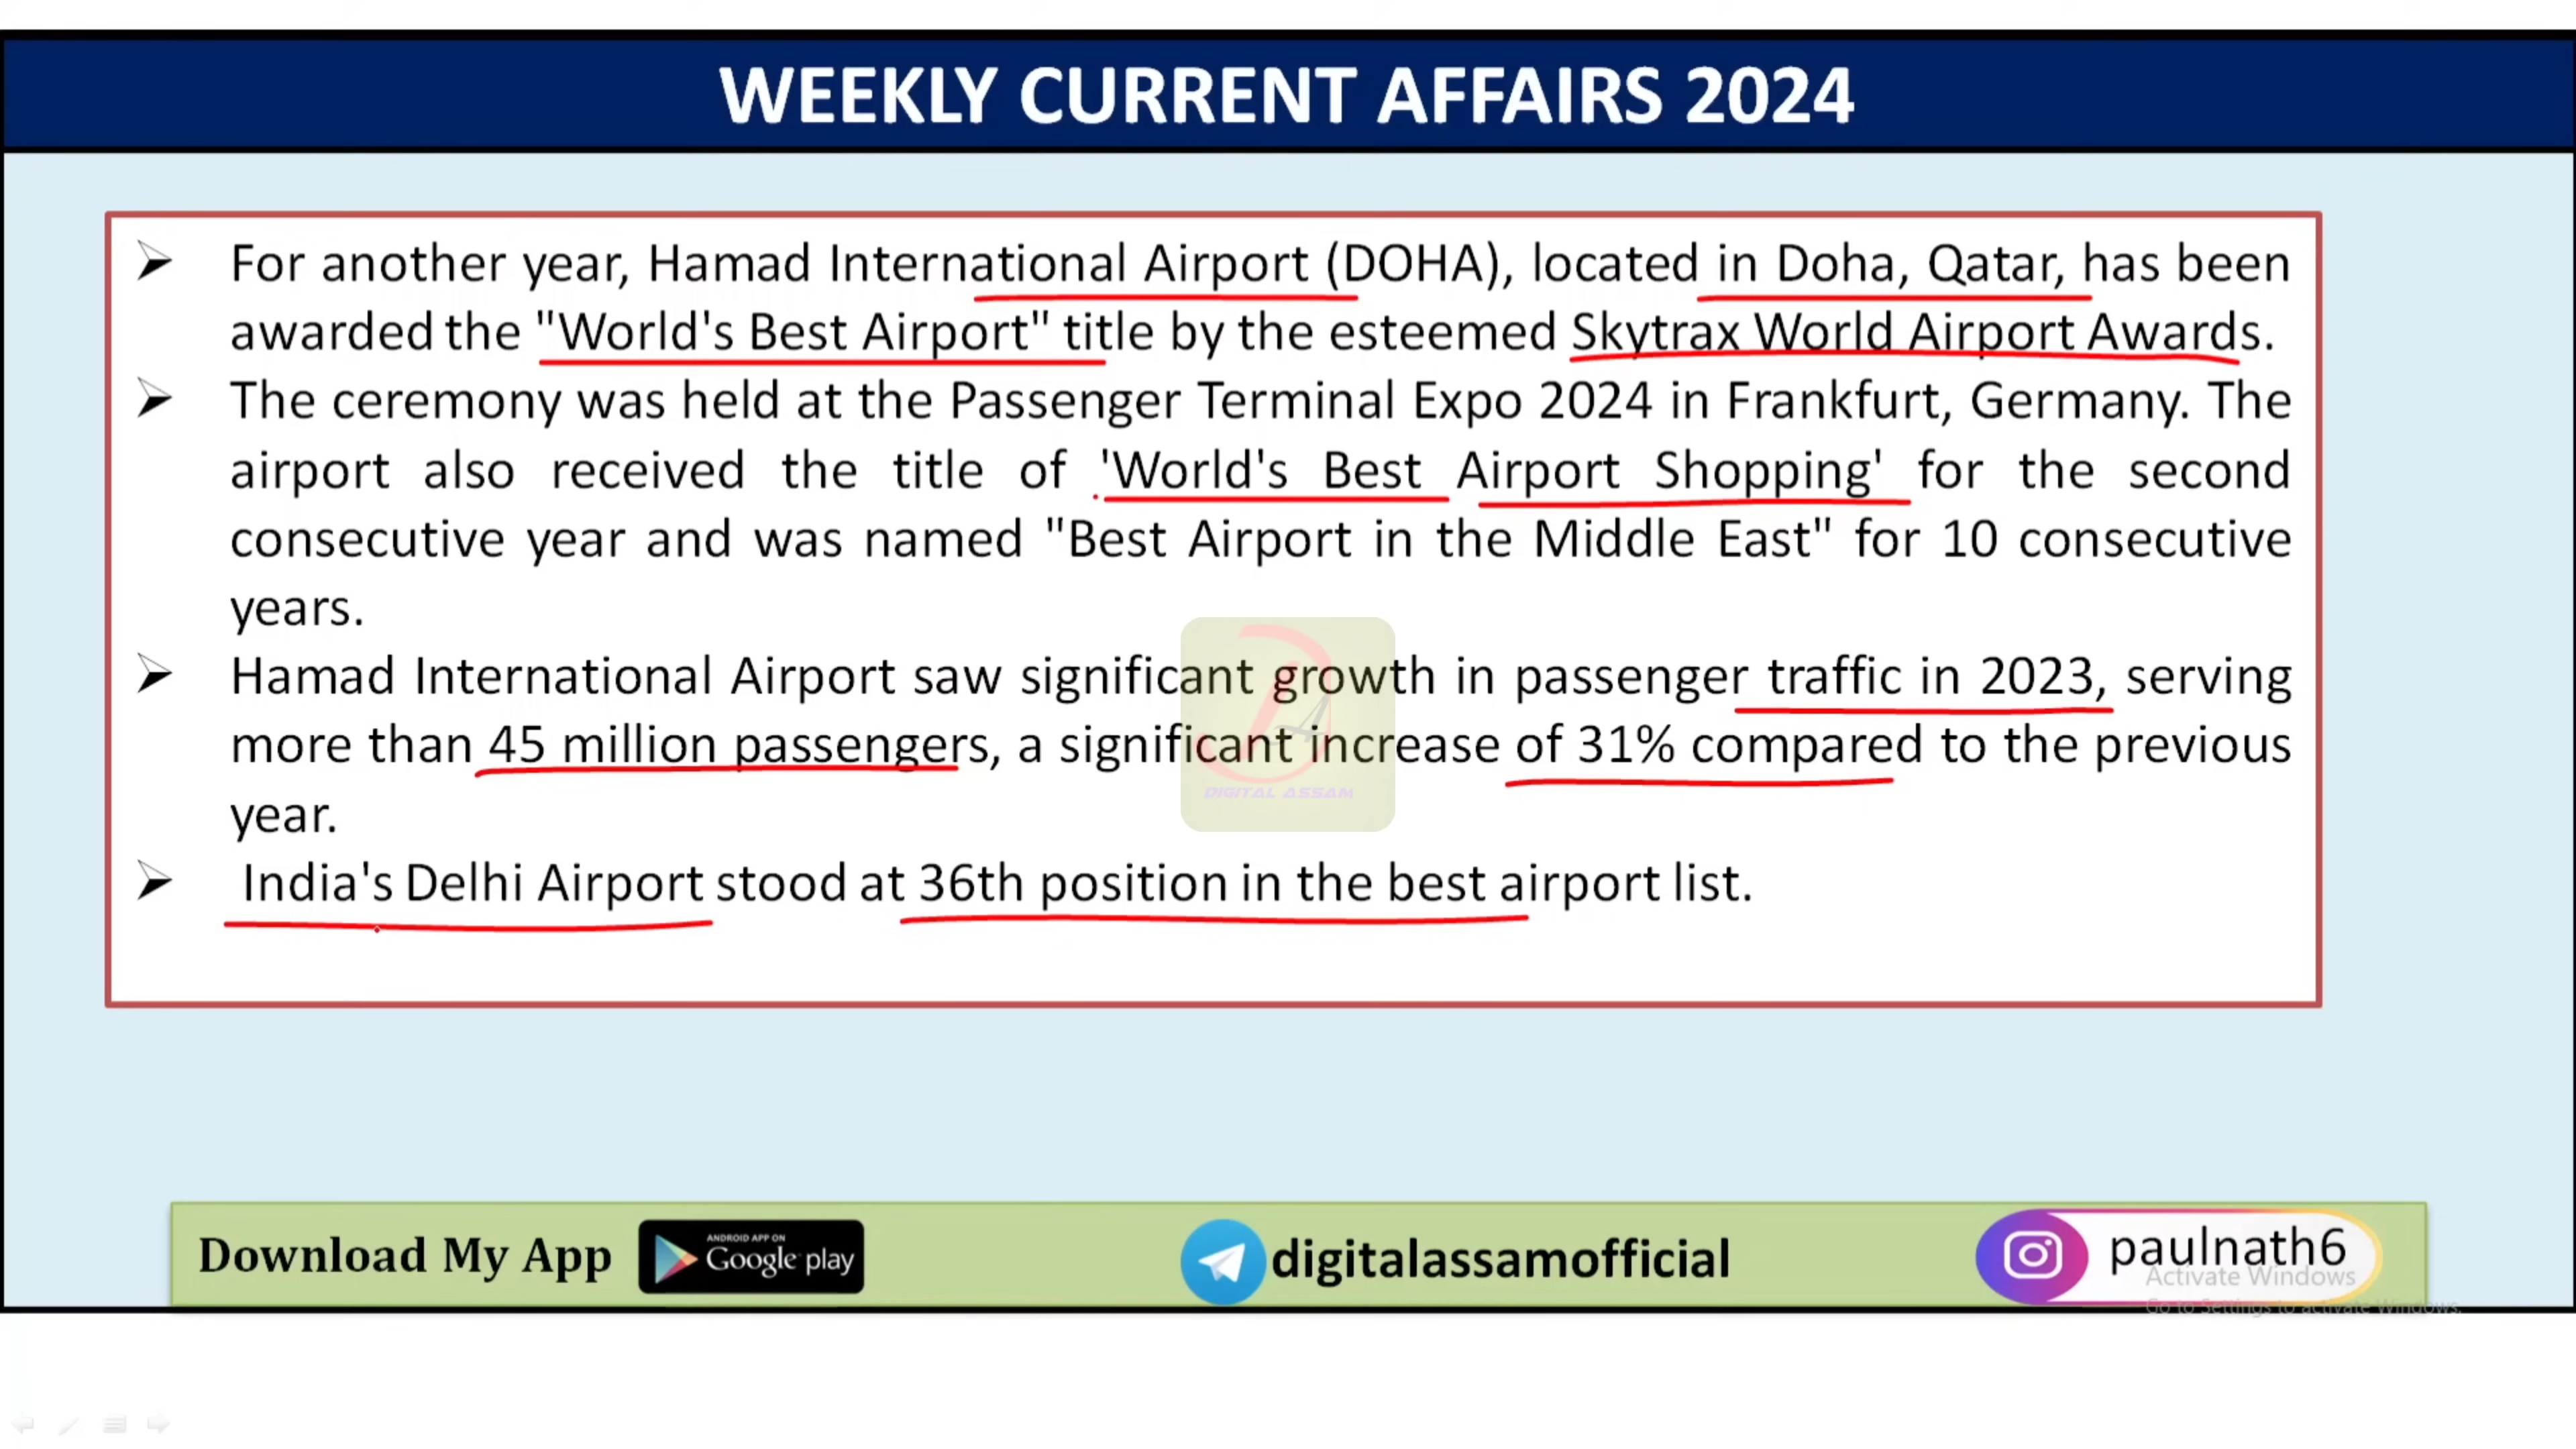 WEEKLY CURRENT AFFAIRS 2024
For another year, Hamad International Airport (DOHA), located in Doha, Qatar, has been
awarded the "World's Best Airport" title by the esteemed Skytrax World Airport Awards.
The ceremony was held at the Passenger Terminal Expo 2024 in Frankfurt, Germany. The
airport also received the title of 'World's Best Airport Shopping' for the second
consecutive year and was named "Best Airport in the Middle East" for 10 consecutive
years.
Hamad International Airport saw significant growth in passenger traffic in 2023, serving
more than 45 million passengers, a significant increase of 31% compared to the previous
year.
India's Delhi Airport stood at 36th position in the best airport list.
DIGITAL ASSAM
Download My App
ANDROID APP ON
Google play
digitalassamofficial
paulnath6
Activate Windows
Go to Settings to activate Windows.